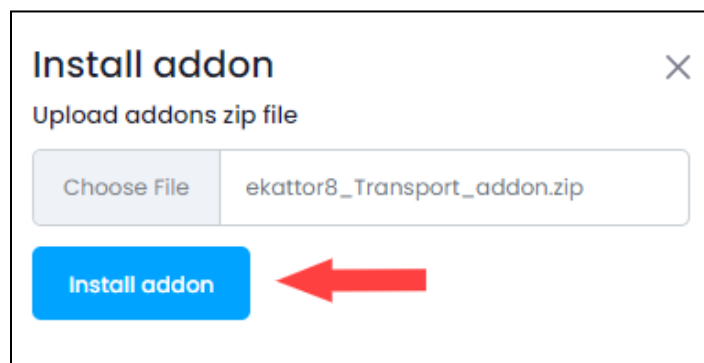 Install addon
Upload addons zip file
Choose File ekattor8_Transport_addon.zip
Install addon